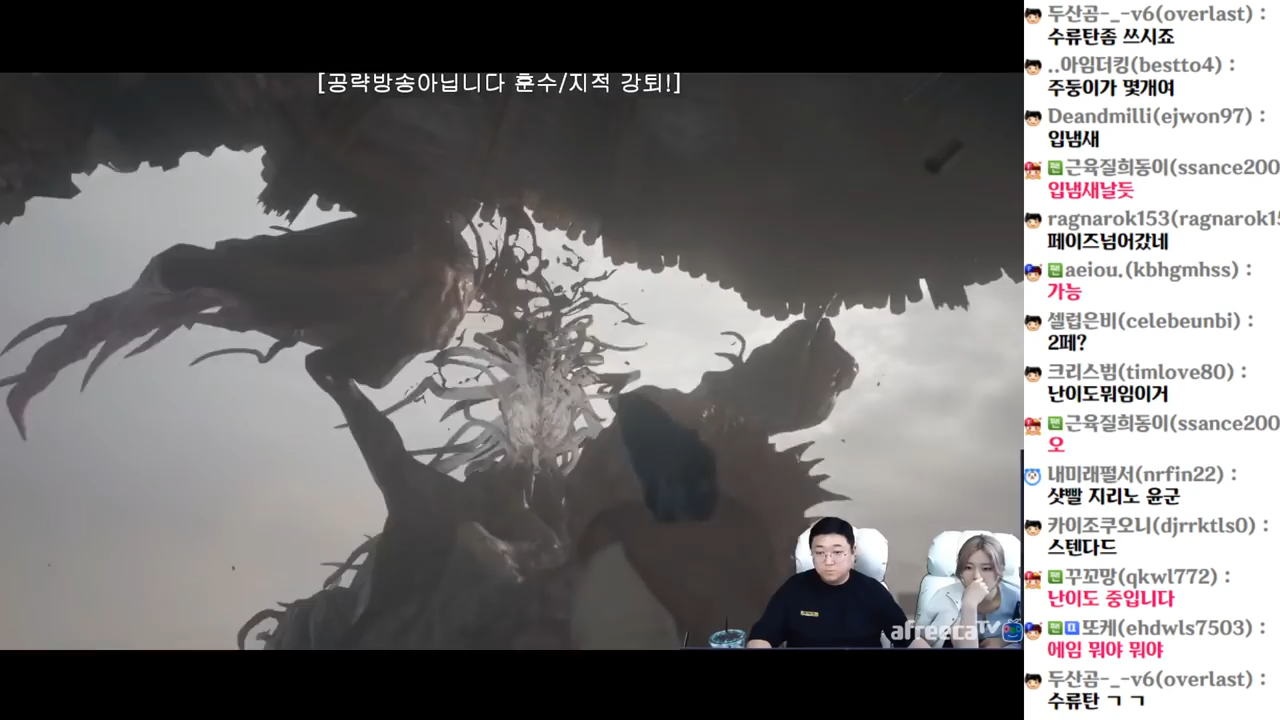 [공략방송아닙니다 훈수/지적 강퇴!]
두산곰-_-v6(overlast) :
수류탄좀 쓰시죠
..아임더킹(bestto4) :
주둥이가 몇개여
Deandmilli(ejwon97) :
입냄새
팬 근육질희동이(ssance200
입냄새날듯
ragnarok153(ragnarok15
페이즈넘어갔네
팬 aeiou.(kbhgmhss) :
가능
셀럽은비(celebeunbi) :
2페?
크리스범(timlove80) :
난이도뭐임이거
팬 근육질희동이(ssance200
오
내미래펄서(nrfin22) :
샷빨 지리노 윤군
카이조쿠오니(djrrktls0) :
스텐다드
팬 꾸꼬망(qkwl772) :
난이도 중입니다
팬 α 또케(ehdwls7503) :
에임 뭐야 뭐야
두산곰-_-v6(overlast) :
수류탄 ㄱ ㄱ
afreecaTV